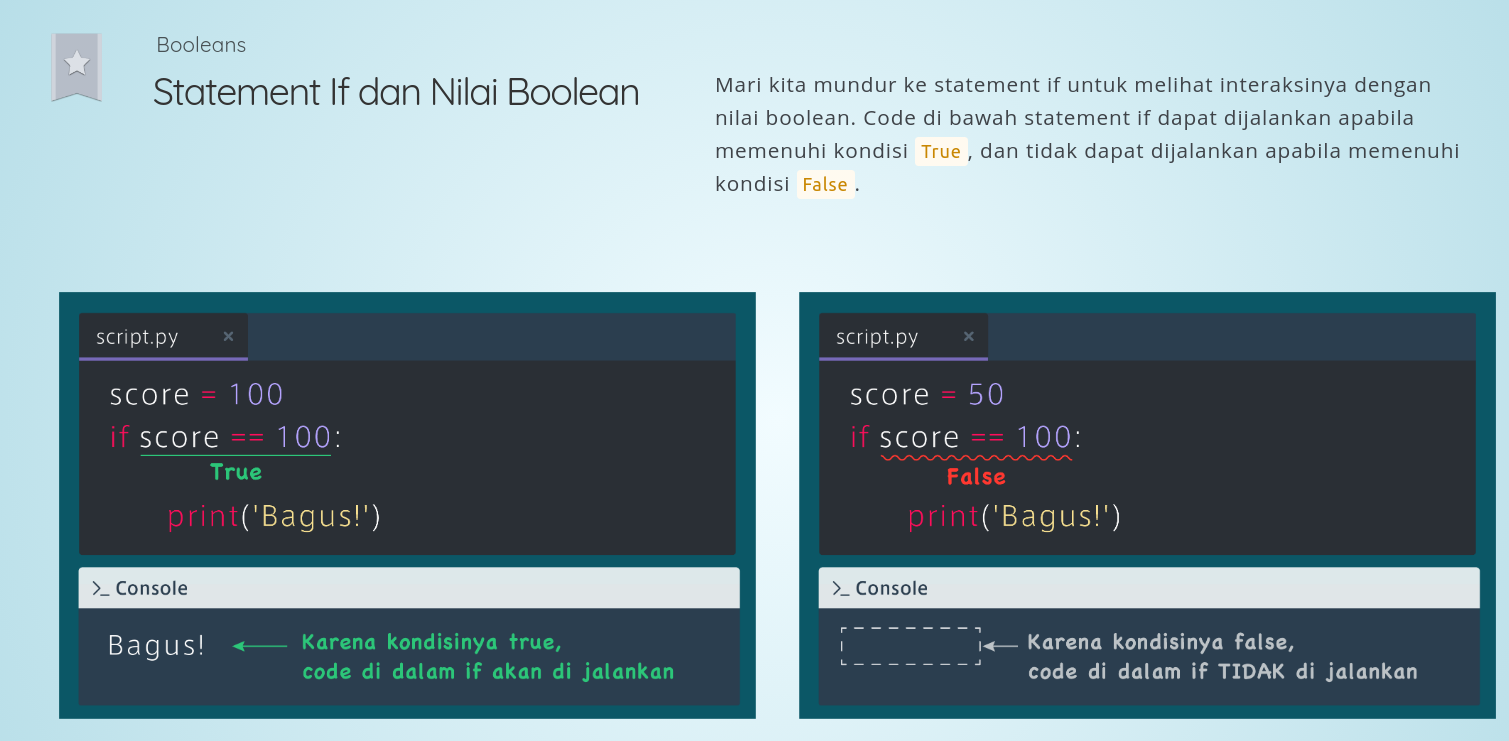 Booleans
Statement If dan Nilai Boolean
Mari kita mundur ke statement if untuk melihat interaksinya dengan
nilai boolean. Code di bawah statement if dapat dijalankan apabila
memenuhi kondisi True , dan tidak dapat dijalankan apabila memenuhi
kondisi False .
script.py ×
score = 100
if score == 100:
True
print('Bagus!')
>_ Console
Bagus!
Karena kondisinya true,
code di dalam if akan di jalankan
script.py ×
score = 50
if score == 100:
False
print('Bagus!')
>_ Console
Karena kondisinya false,
code di dalam if TIDAK di jalankan